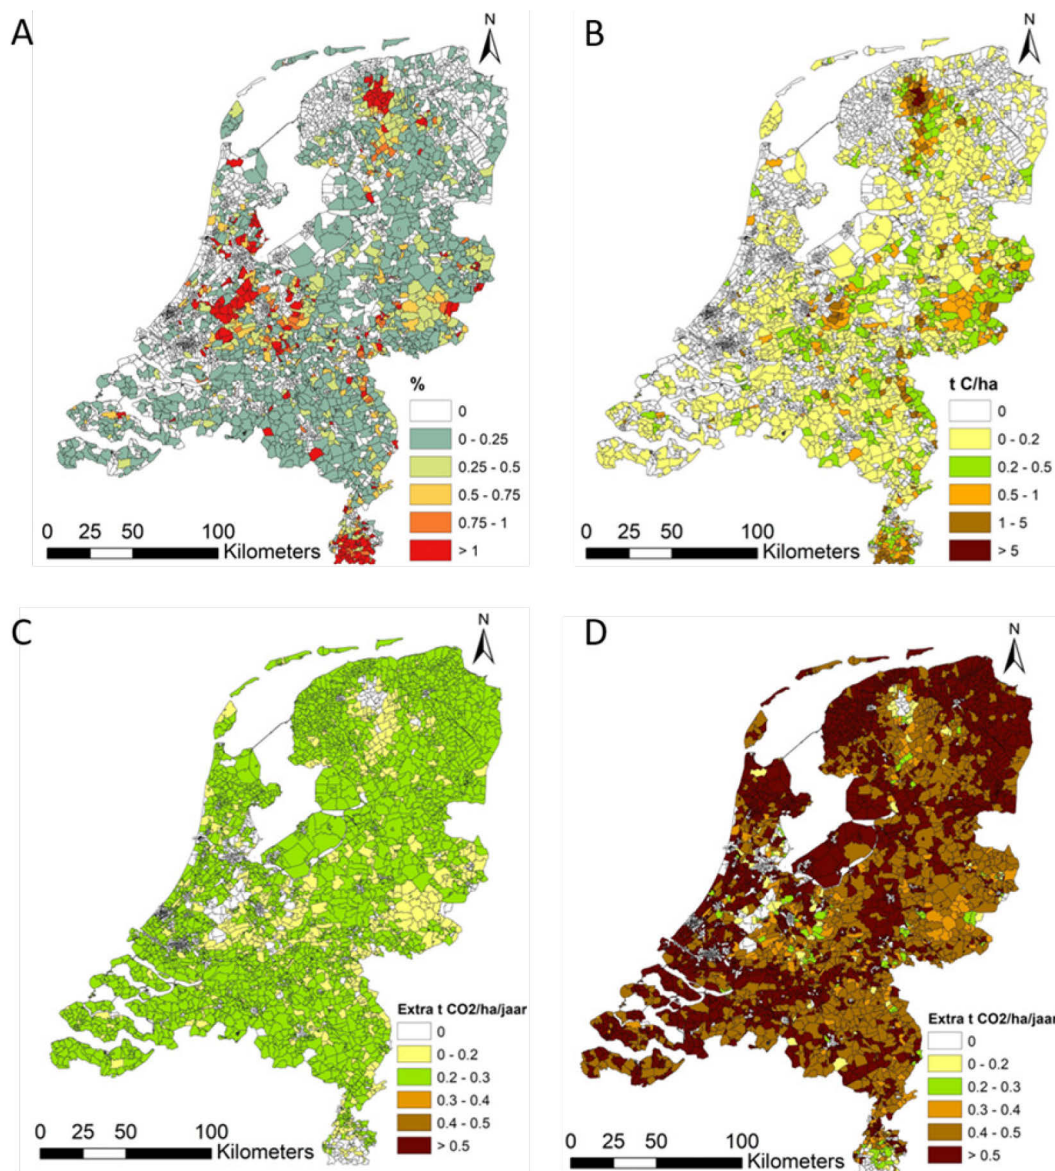 A
N
%
0
0 - 0.25
0.25 - 0.5
0.5 - 0.75
0.75 - 1
> 1
0 25 50 100
Kilometers
B
N
t C/ha
0
0 - 0.2
0.2 - 0.5
0.5 - 1
1 - 5
> 5
0 25 50 100
Kilometers
C
N
Extra t CO2/ha/jaar
0
0 - 0.2
0.2 - 0.3
0.3 - 0.4
0.4 - 0.5
> 0.5
0 25 50 100
Kilometers
D
N
Extra t CO2/ha/jaar
0
0 - 0.2
0.2 - 0.3
0.3 - 0.4
0.4 - 0.5
> 0.5
0 25 50 100
Kilometers